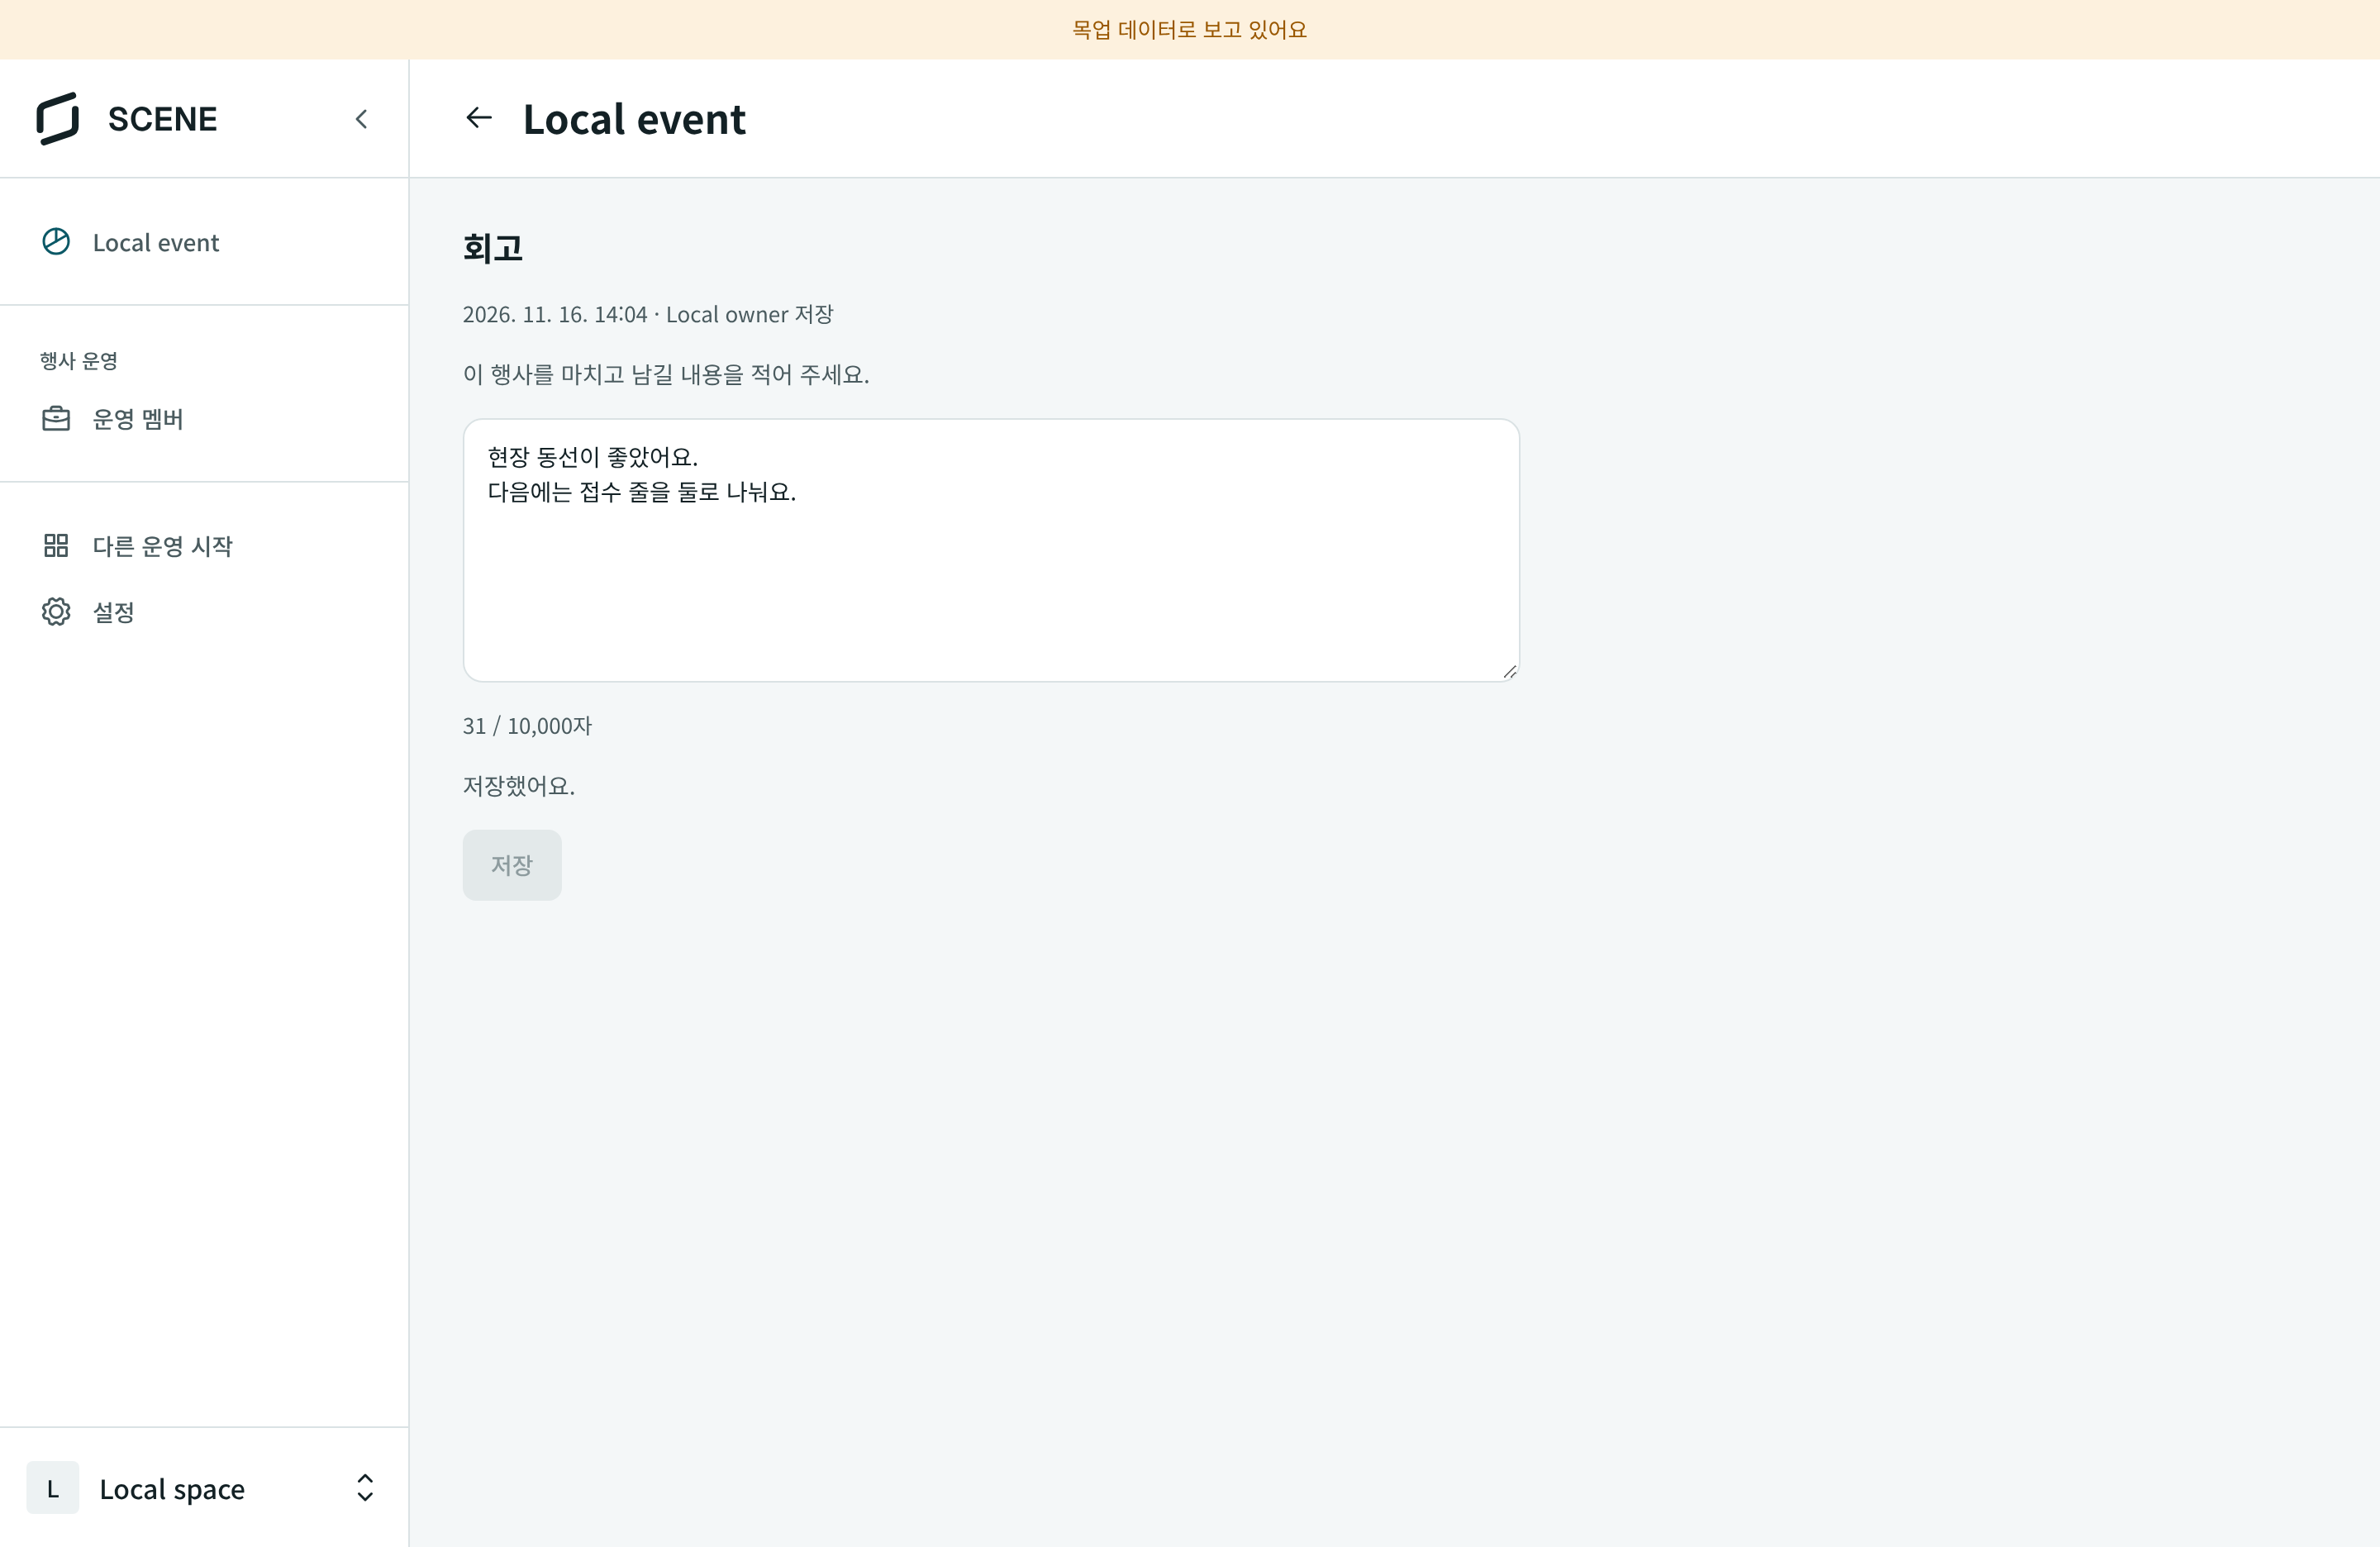 목업 데이터로 보고 있어요
SCENE
Local event
Local event
행사 운영
운영 멤버
다른 운영 시작
설정
회고
2026. 11. 16. 14:04 · Local owner 저장
이 행사를 마치고 남길 내용을 적어 주세요.
현장 동선이 좋았어요.
다음에는 접수 줄을 둘로 나눠요.
31 / 10,000자
저장했어요.
저장
L
Local space